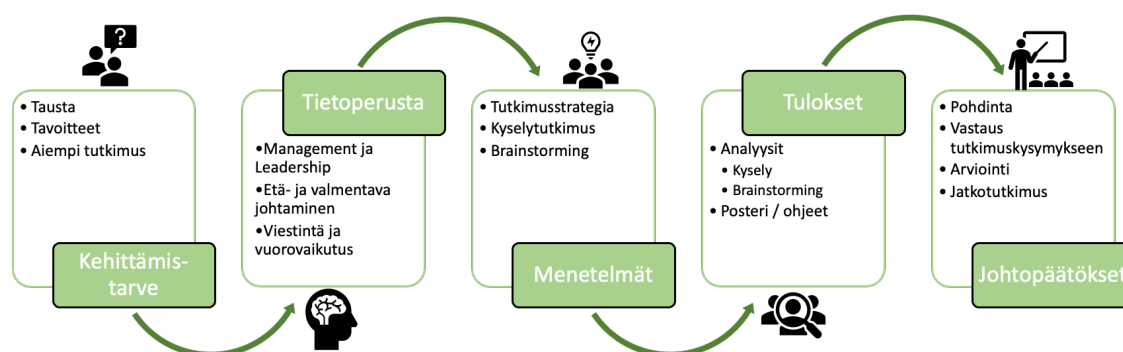 ?
• Tausta
• Tavoitteet
• Aiempi tutkimus
Kehittämis-
tarve
Tietoperusta
•Management ja
Leadership
•Etä- ja valmentava
johtaminen
•Viestintä ja
vuorovaikutus
• Tutkimusstrategia
• Kyselytutkimus
• Brainstorming
Menetelmät
Tulokset
• Analyysit
• Kysely
• Brainstorming
• Posteri / ohjeet
• Pohdinta
• Vastaus
tutkimuskysymykseen
• Arviointi
• Jatkotutkimus
Johtopäätökset